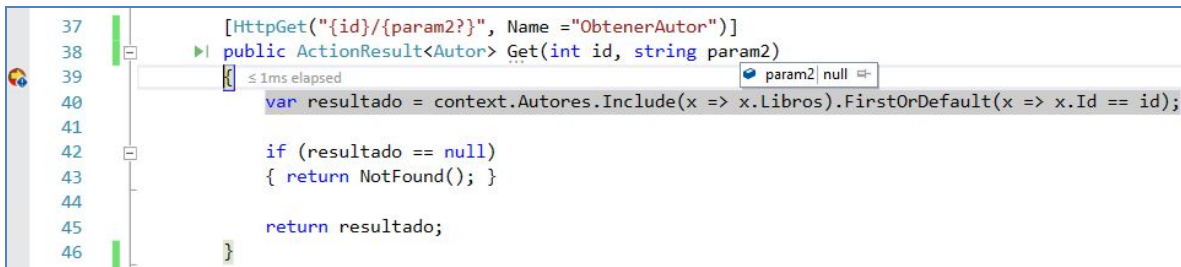 37 [HttpGet("{id}/{param2?}", Name ="ObtenerAutor")]
38 public ActionResult<Autor> Get(int id, string param2)
39 { ≤ 1ms elapsed param2 null
40 var resultado = context.Autores.Include(x => x.Libros).FirstOrDefault(x => x.Id == id);
41
42 if (resultado == null)
43 { return NotFound(); }
44
45 return resultado;
46 }